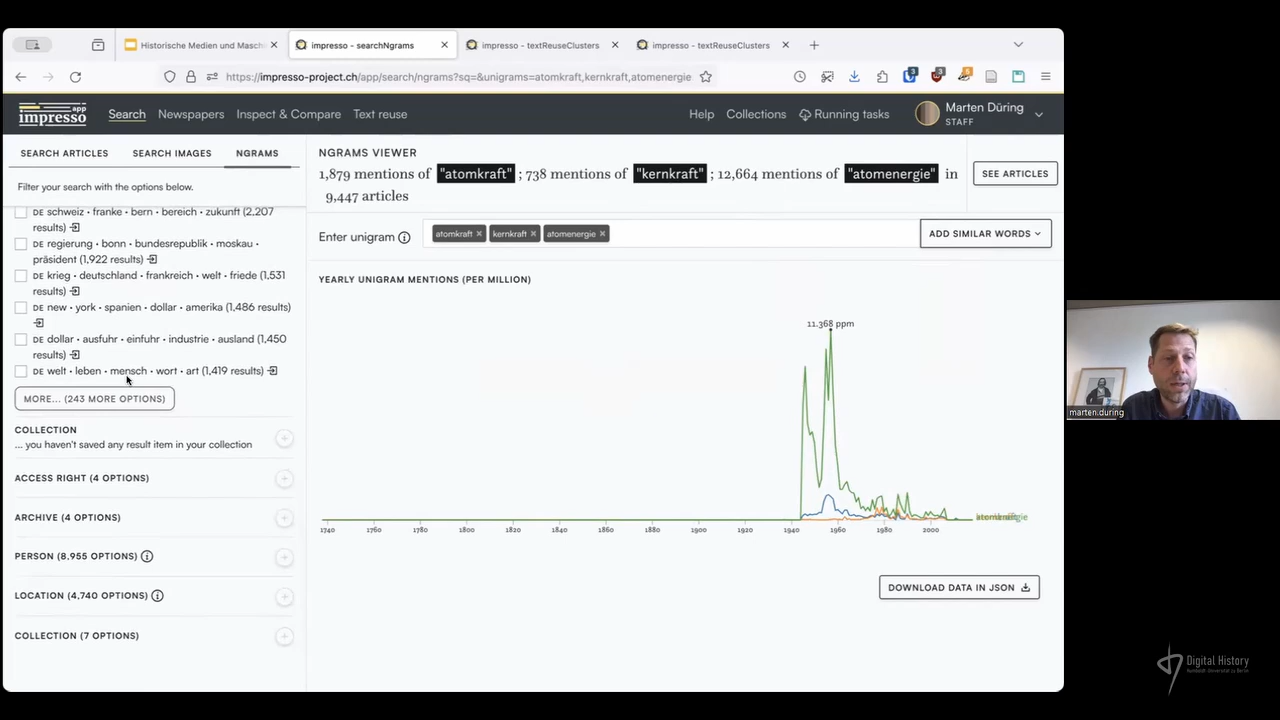 Historische Medien und Maschi
impresso - searchNgrams
impresso - textReuseClusters
impresso - textReuseClusters
https://impresso-project.ch/app/search/ngrams?sq=&unigrams=atomkraft,kernkraft,atomenergie
impresso app
Search
Newspapers
Inspect & Compare
Text reuse
Help
Collections
Running tasks
Marten Düring
STAFF
SEARCH ARTICLES
SEARCH IMAGES
NGRAMS
Filter your search with the options below.
DE schweiz • franke • bern • bereich • zukunft (2,207
results)
DE regierung • bonn • bundesrepublik • moskau •
präsident (1,922 results)
DE krieg • deutschland • frankreich • welt • friede (1,531
results)
DE new • york • spanien • dollar • amerika (1,486 results)
DE dollar • ausfuhr • einfuhr • industrie • ausland (1,450
results)
DE welt • leben • mensch • wort • art (1,419 results)
MORE... (243 MORE OPTIONS)
COLLECTION
... you haven't saved any result item in your collection
ACCESS RIGHT (4 OPTIONS)
ARCHIVE (4 OPTIONS)
PERSON (8,955 OPTIONS)
LOCATION (4,740 OPTIONS)
COLLECTION (7 OPTIONS)
NGRAMS VIEWER
1,879 mentions of "atomkraft" ; 738 mentions of "kernkraft" ; 12,664 mentions of "atomenergie" in
9,447 articles
SEE ARTICLES
Enter unigram
atomkraft
kernkraft
atomenergie
ADD SIMILAR WORDS
YEARLY UNIGRAM MENTIONS (PER MILLION)
11.368 ppm
1740 1760 1780 1800 1820 1840 1860 1880 1900 1920 1940 1960 1980 2000
DOWNLOAD DATA IN JSON
marten.during
Digital History
Humboldt-Universität zu Berlin